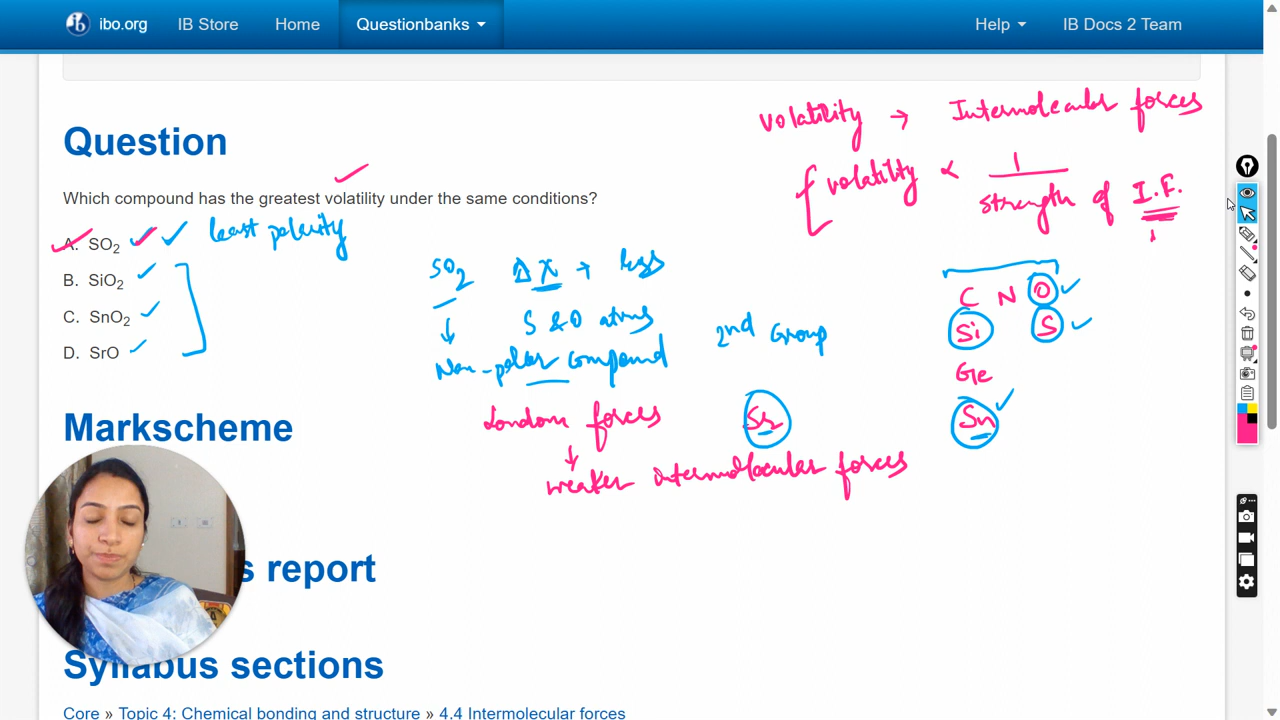 ibo.org IB Store Home Questionbanks Help IB Docs 2 Team
Volatility → Intermolecular forces
Question
{ volatility ∝ 1 / strength of I.F.
Which compound has the greatest volatility under the same conditions?
least polarity
A. SO2
SO2 Δ X → less
B. SiO2
C N O
C. SnO2
S & O atoms
2nd Group
Si S
D. SrO
Non-polar compound
Ge
London forces
Sr
Sn
Markscheme
weaker intermolecular forces
s report
Syllabus sections
Core » Topic 4: Chemical bonding and structure » 4.4 Intermolecular forces